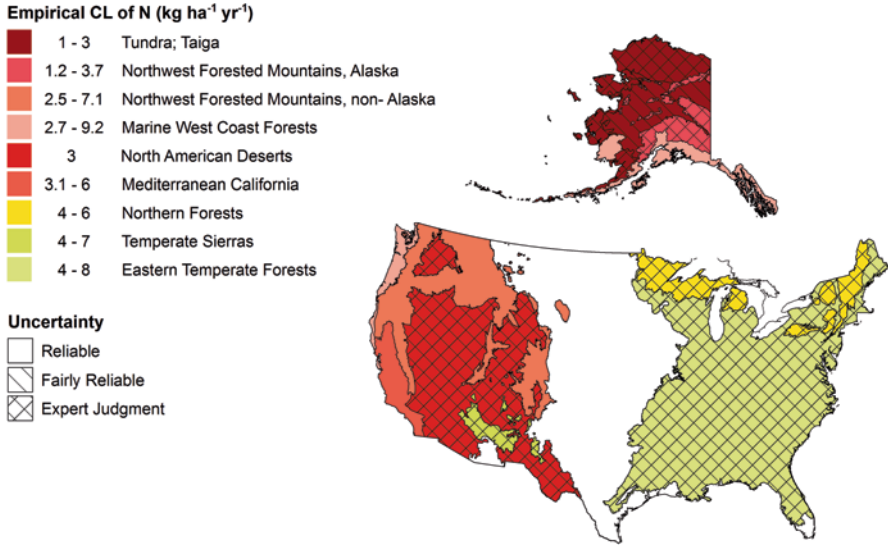 Empirical CL of N (kg ha⁻¹ yr⁻¹)
1 - 3 Tundra; Taiga
1.2 - 3.7 Northwest Forested Mountains, Alaska
2.5 - 7.1 Northwest Forested Mountains, non- Alaska
2.7 - 9.2 Marine West Coast Forests
3 North American Deserts
3.1 - 6 Mediterranean California
4 - 6 Northern Forests
4 - 7 Temperate Sierras
4 - 8 Eastern Temperate Forests
Uncertainty
Reliable
Fairly Reliable
Expert Judgment